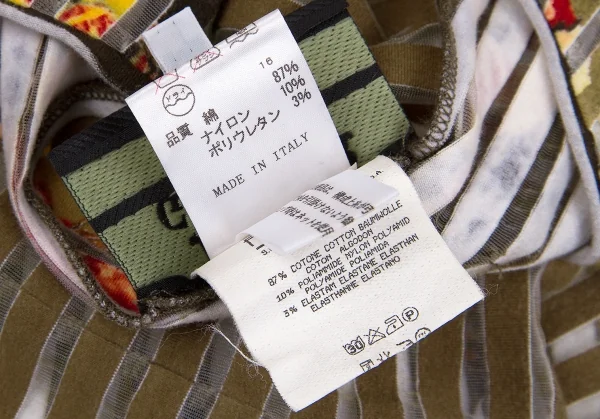 16
品質 綿 87%
ナイロン 10%
ポリウレタン 3%
MADE IN ITALY
87% COTONE COTTON BAUMWOLLE
COTON ALGODON
10% POLIAMMIDE NYLON POLYAMID
POLYAMIDE POLIAMIDA
3% ELASTAM ELASTANE ELASTHAN
ELASTHANNE ELASTANO